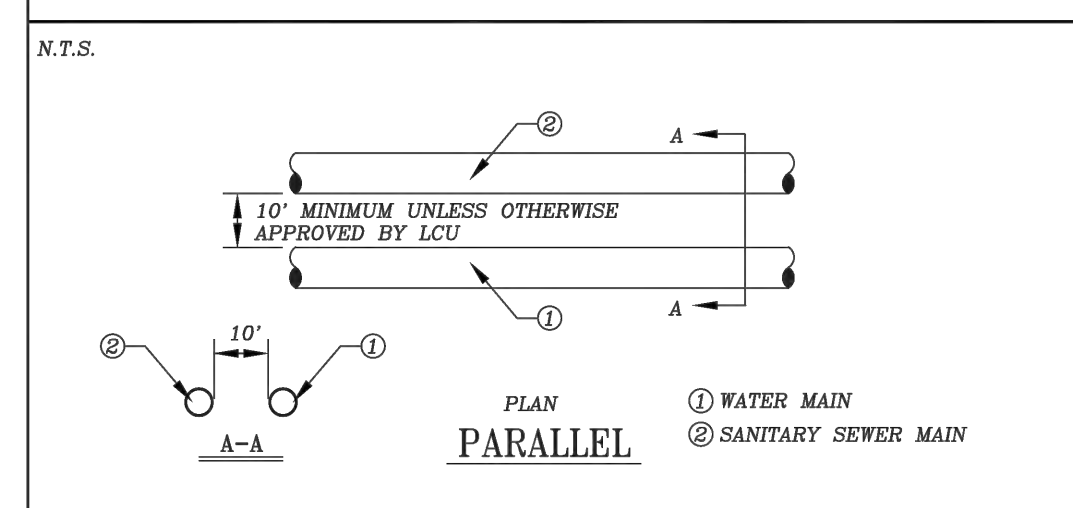 N.T.S.
2
A
10' MINIMUM UNLESS OTHERWISE
APPROVED BY LCU
A
1
2
10'
1
A-A
PLAN
PARALLEL
1 WATER MAIN
2 SANITARY SEWER MAIN